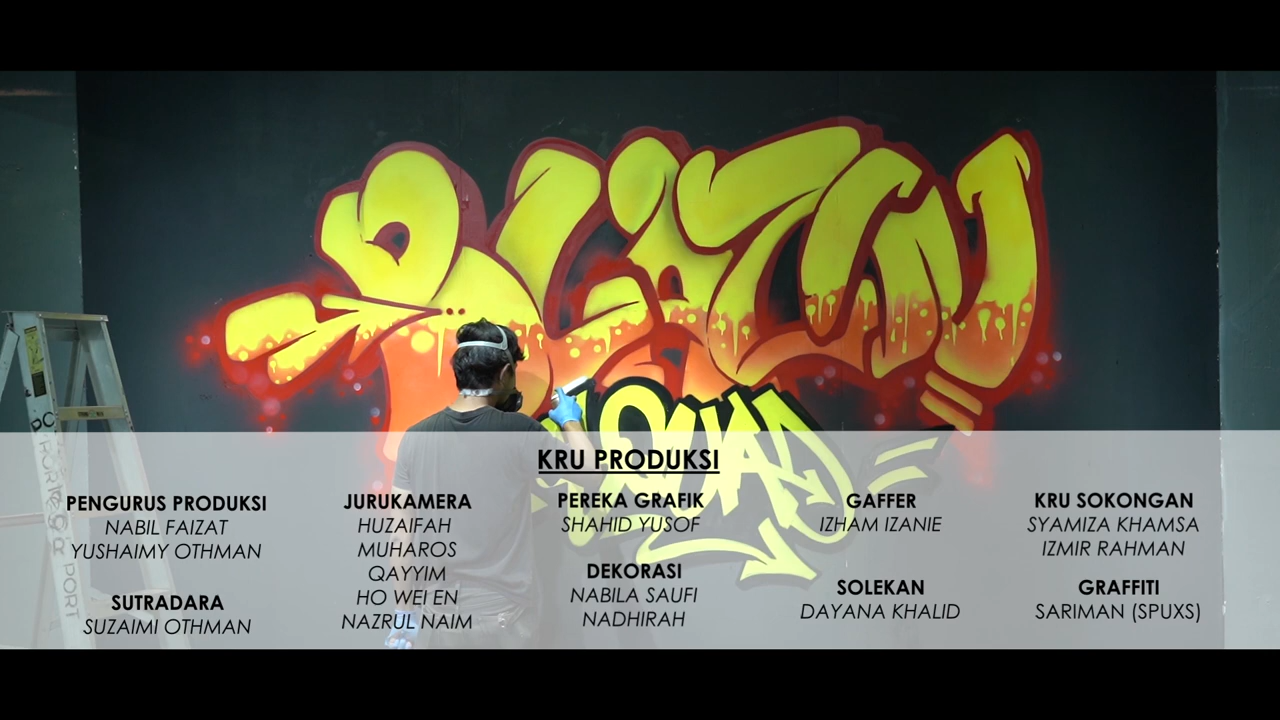 SQUAD
KRU PRODUKSI
PENGURUS PRODUKSI
NABIL FAIZAT
YUSHAIMY OTHMAN
SUTRADARA
SUZAIMI OTHMAN
JURUKAMERA
HUZAIFAH
MUHAROS
QAYYIM
HO WEI EN
NAZRUL NAIM
PEREKA GRAFIK
SHAHID YUSOF
DEKORASI
NABILA SAUFI
NADHIRAH
GAFFER
IZHAM IZANIE
SOLEKAN
DAYANA KHALID
KRU SOKONGAN
SYAMIZA KHAMSA
IZMIR RAHMAN
GRAFFITI
SARIMAN (SPUXS)